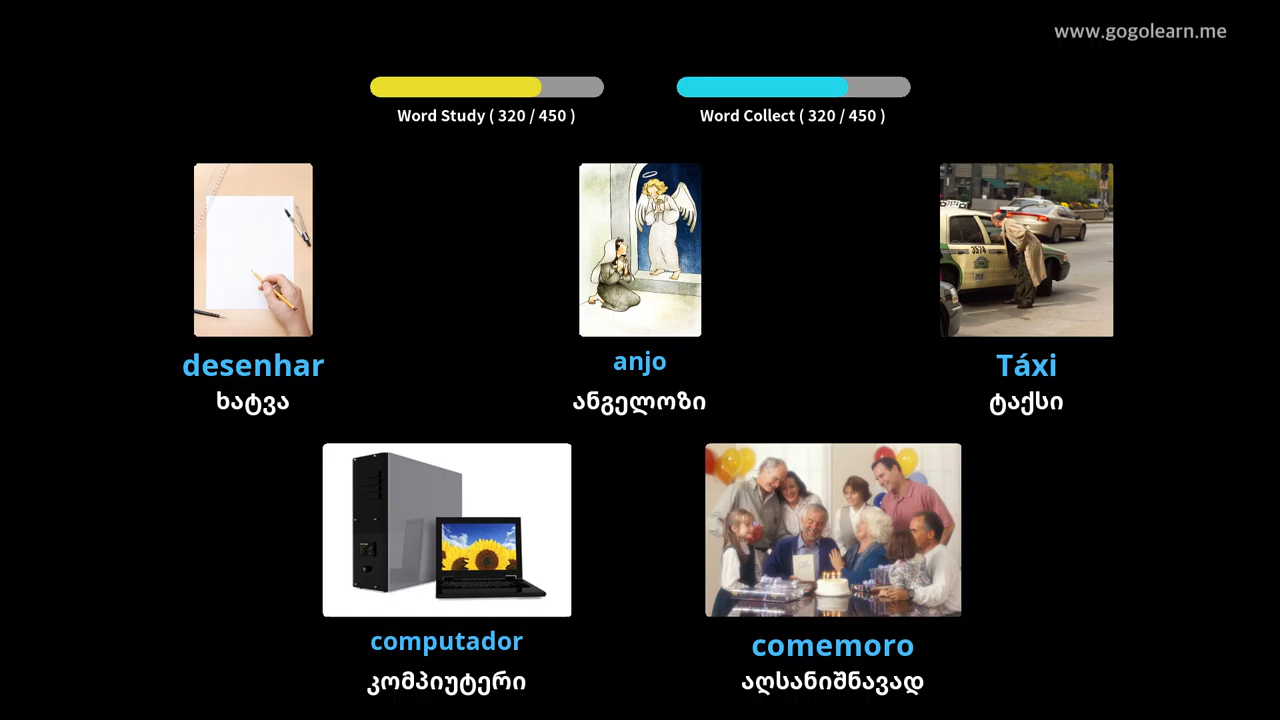 www.gogolearn.me
Word Study ( 320 / 450 )
Word Collect ( 320 / 450 )
3574
desenhar
ხატვა
anjo
ანგელოზი
Táxi
ტაქსი
computador
კომპიუტერი
comemoro
აღსანიშნავად